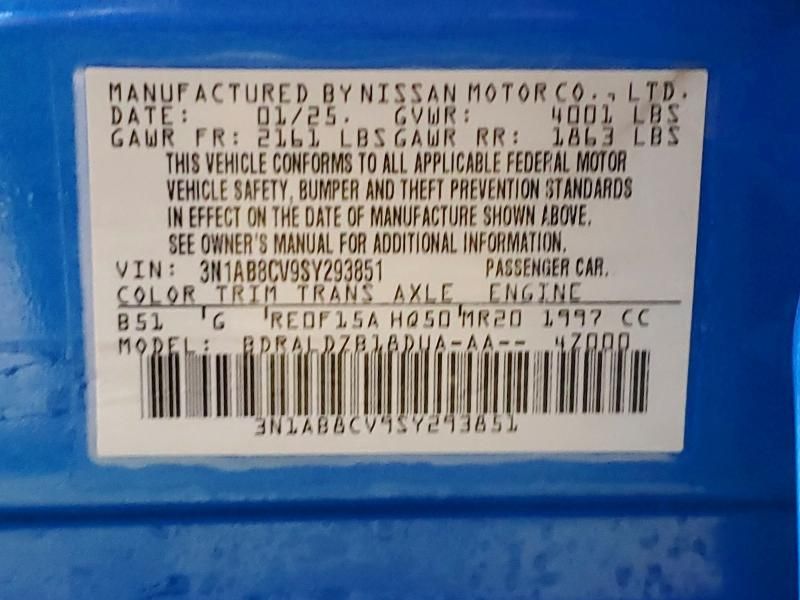 MANUFACTURED BY NISSAN MOTOR CO., LTD.
DATE: 01/25. GVWR: 4001 LBS
GAWR FR: 2161 LBS GAWR RR: 1863 LBS
THIS VEHICLE CONFORMS TO ALL APPLICABLE FEDERAL MOTOR
VEHICLE SAFETY, BUMPER AND THEFT PREVENTION STANDARDS
IN EFFECT ON THE DATE OF MANUFACTURE SHOWN ABOVE.
SEE OWNER'S MANUAL FOR ADDITIONAL INFORMATION.
VIN: 3N1AB8CV9SY293851 PASSENGER CAR.
COLOR TRIM TRANS AXLE ENGINE
B51 G RE0F15A HQ50 MR20 1997 CC
MODEL: BDRALDZB18DUA-AA-- 4Z000
3N1AB8CV9SY293851